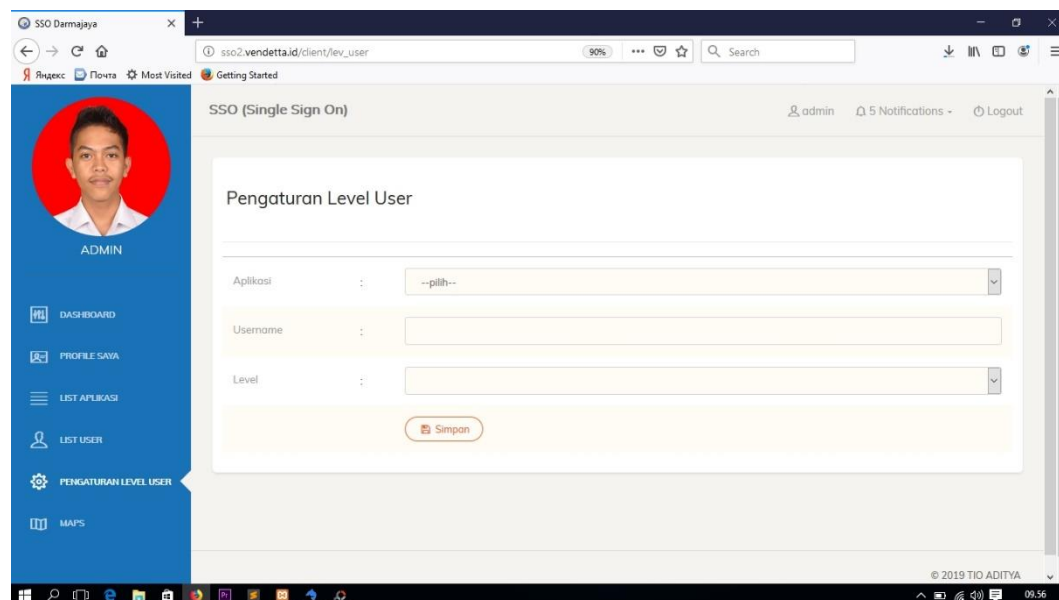 SSO Darmajaya
sso2.vendetta.id/client/lev_user
90%
Search
Яндекс Почта Most Visited Getting Started
SSO (Single Sign On)
admin 5 Notifications Logout
ADMIN
DASHBOARD
PROFILE SAYA
LIST APLIKASI
LIST USER
PENGATURAN LEVEL USER
MAPS
Pengaturan Level User
Aplikasi : --pilih--
Username :
Level :
Simpan
© 2019 TIO ADITYA
09.56